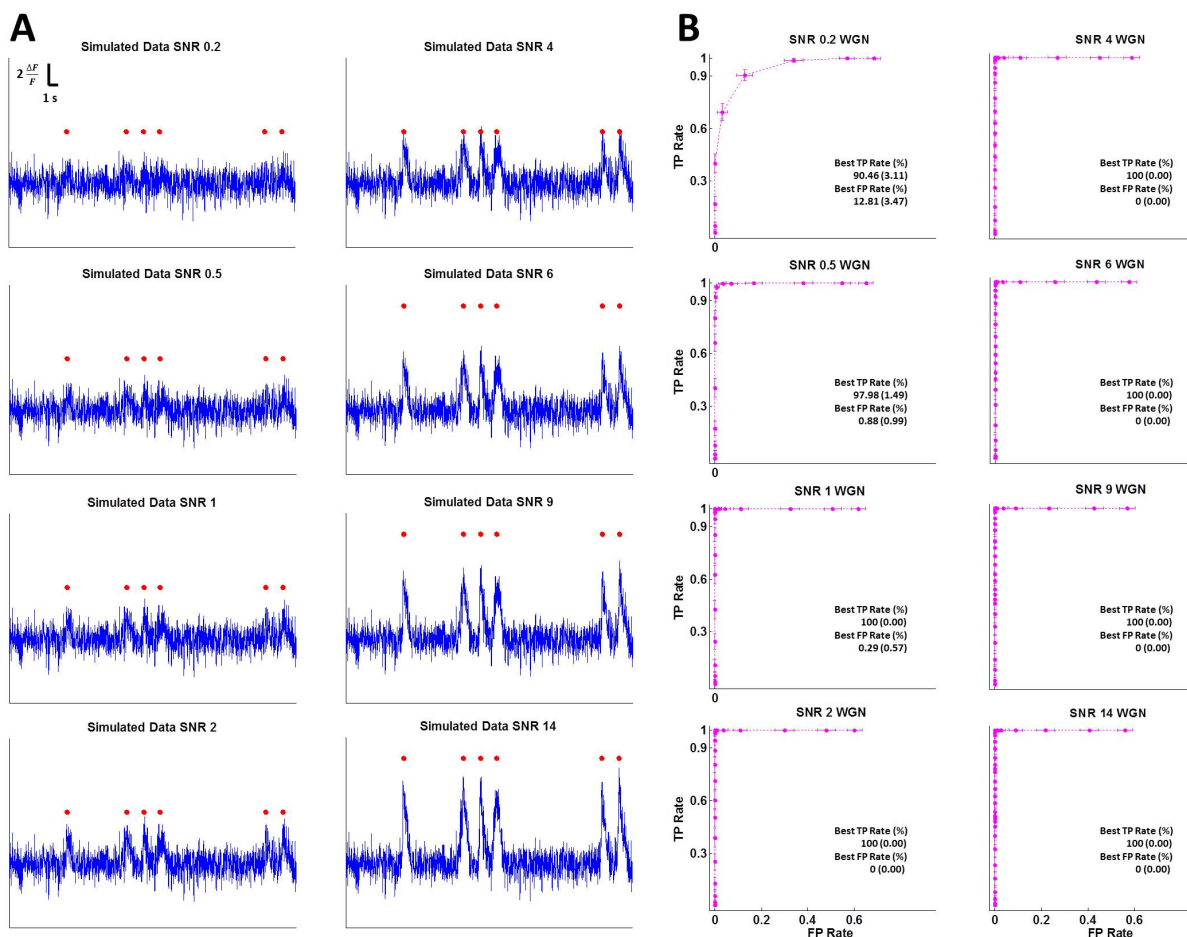 A
Simulated Data SNR 0.2
2 ΔF/F
1 s
Simulated Data SNR 4
Simulated Data SNR 0.5
Simulated Data SNR 6
Simulated Data SNR 1
Simulated Data SNR 9
Simulated Data SNR 2
Simulated Data SNR 14
B
SNR 0.2 WGN
1
0.9
0.6
0.3
0
TP Rate
Best TP Rate (%)
90.46 (3.11)
Best FP Rate (%)
12.81 (3.47)
SNR 4 WGN
Best TP Rate (%)
100 (0.00)
Best FP Rate (%)
0 (0.00)
SNR 0.5 WGN
1
0.9
0.6
0.3
0
TP Rate
Best TP Rate (%)
97.98 (1.49)
Best FP Rate (%)
0.88 (0.99)
SNR 6 WGN
Best TP Rate (%)
100 (0.00)
Best FP Rate (%)
0 (0.00)
SNR 1 WGN
1
0.9
0.6
0.3
0
TP Rate
Best TP Rate (%)
100 (0.00)
Best FP Rate (%)
0.29 (0.57)
SNR 9 WGN
Best TP Rate (%)
100 (0.00)
Best FP Rate (%)
0 (0.00)
SNR 2 WGN
1
0.9
0.6
0.3
TP Rate
Best TP Rate (%)
100 (0.00)
Best FP Rate (%)
0 (0.00)
0 0.2 0.4 0.6
FP Rate
SNR 14 WGN
Best TP Rate (%)
100 (0.00)
Best FP Rate (%)
0 (0.00)
0 0.2 0.4 0.6
FP Rate